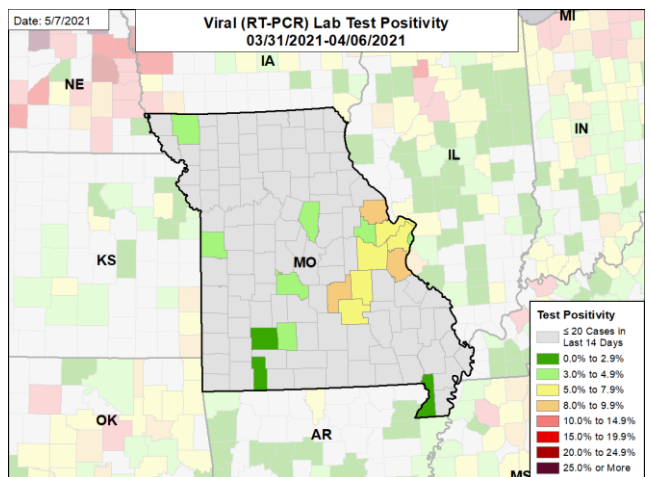 Date: 5/7/2021
Viral (RT-PCR) Lab Test Positivity
03/31/2021-04/06/2021
MI
IA
NE
IN
IL
KS
MO
OK
AR
MS
Test Positivity
≤ 20 Cases in
Last 14 Days
0.0% to 2.9%
3.0% to 4.9%
5.0% to 7.9%
8.0% to 9.9%
10.0% to 14.9%
15.0% to 19.9%
20.0% to 24.9%
25.0% or More